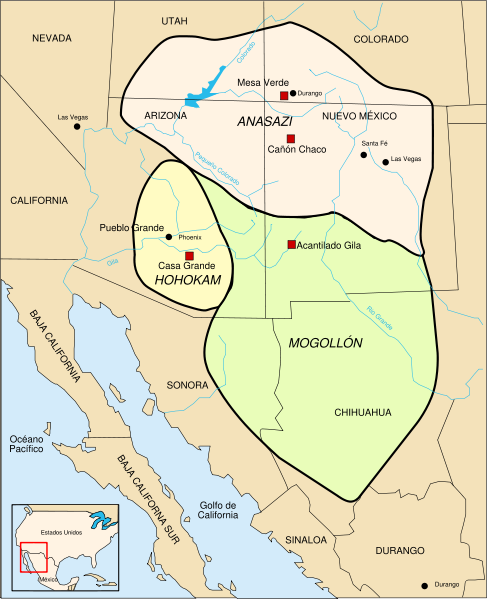 UTAH
NEVADA
COLORADO
Colorado
Mesa Verde
Durango
ARIZONA
ANASAZI
NUEVO MÉXICO
Las Vegas
Santa Fé
Cañón Chaco
Las Vegas
Pequeño Colorado
CALIFORNIA
Pueblo Grande
Phoenix
Acantilado Gila
Gila
Casa Grande
HOHOKAM
Rio Grande
BAJA CALIFORNIA
MOGOLLÓN
SONORA
CHIHUAHUA
Océano
Pacífico
BAJA CALIFORNIA SUR
Golfo de
California
Estados Unidos
México
SINALOA
DURANGO
Durango